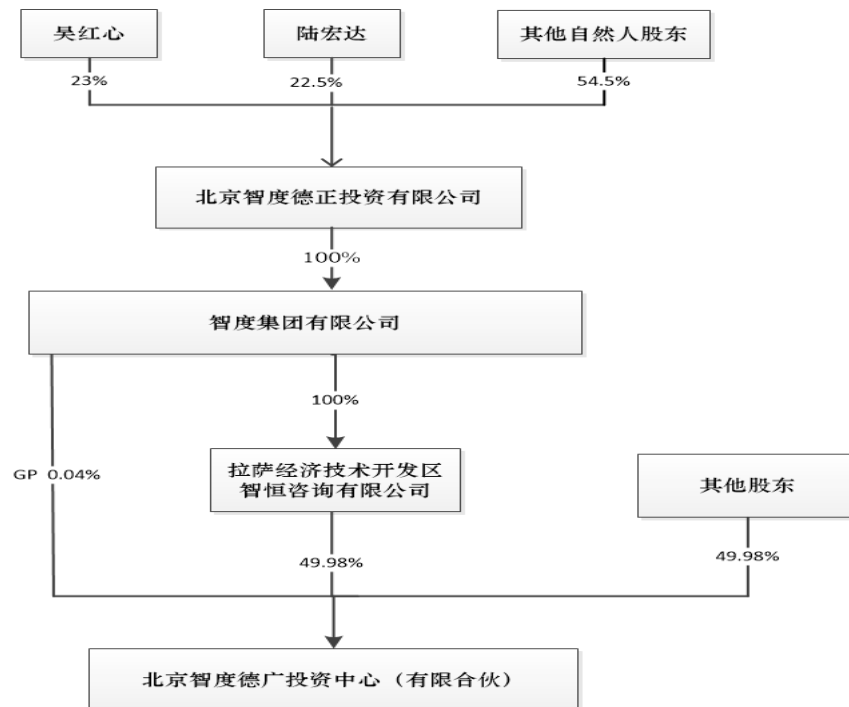 吴红心
陆宏达
其他自然人股东
23%
22.5%
54.5%
北京智度德正投资有限公司
100%
智度集团有限公司
100%
GP 0.04%
拉萨经济技术开发区
智恒咨询有限公司
其他股东
49.98%
49.98%
北京智度德广投资中心（有限合伙）